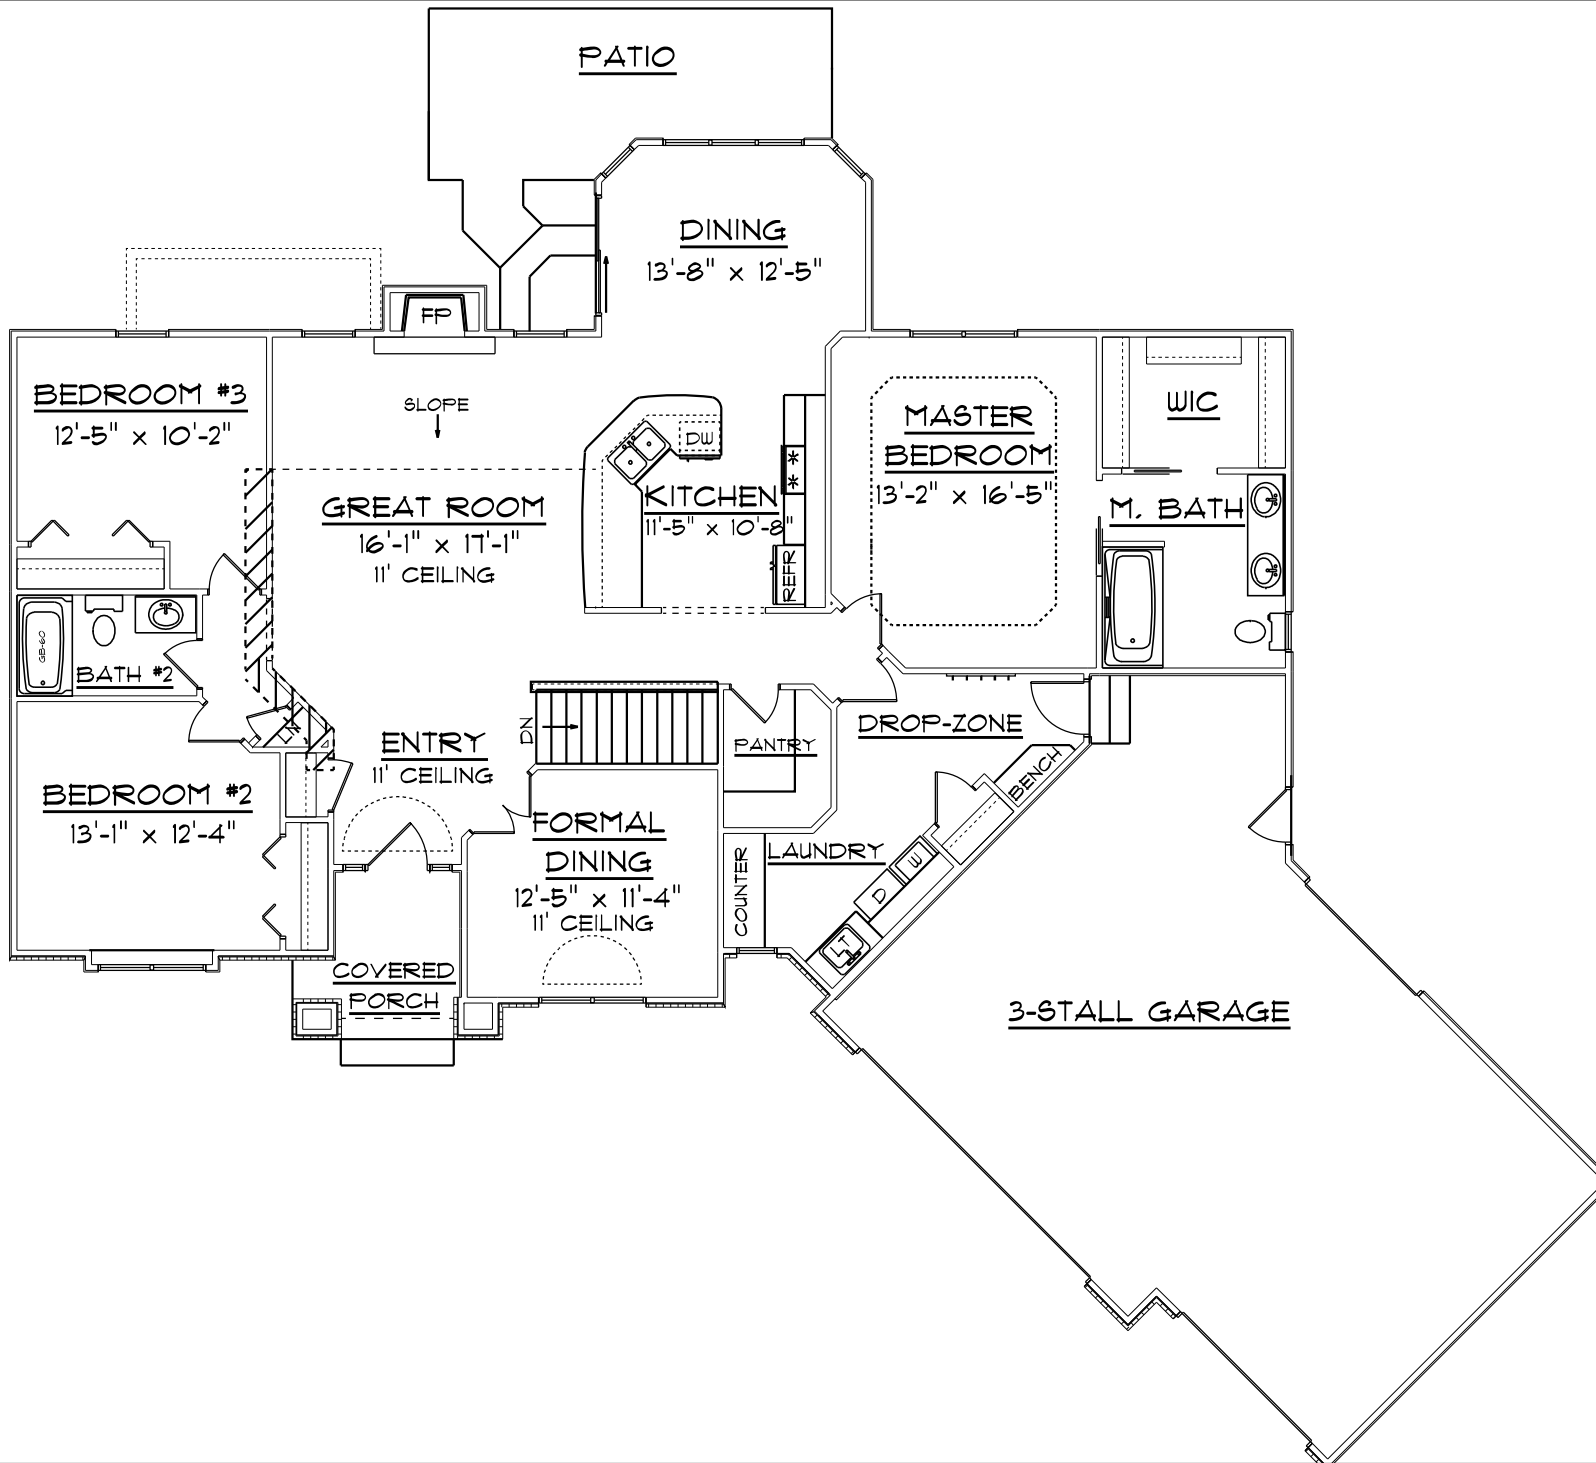 PATIO
DINING
13'-8" x 12'-5"
FP
BEDROOM #3
12'-5" x 10'-2"
SLOPE
DW
WIC
MASTER
BEDROOM
13'-2" x 16'-5"
GREAT ROOM
16'-1" x 17'-1"
11' CEILING
KITCHEN
11'-5" x 10'-8"
REFR
M. BATH
GB-60
BATH #2
LIN
DN
ENTRY
11' CEILING
PANTRY
DROP-ZONE
BENCH
BEDROOM #2
13'-1" x 12'-4"
FORMAL
DINING
12'-5" x 11'-4"
11' CEILING
COUNTER
LAUNDRY
W
D
LT
COVERED
PORCH
3-STALL GARAGE